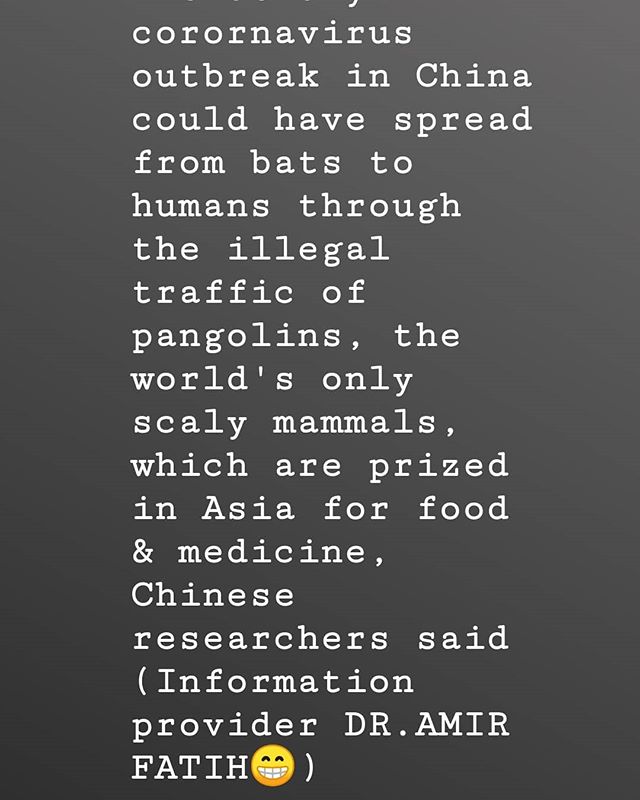 corornavirus
outbreak in China
could have spread
from bats to
humans through
the illegal
traffic of
pangolins, the
world's only
scaly mammals,
which are prized
in Asia for food
& medicine,
Chinese
researchers said
(Information
provider DR.AMIR
FATIH😁)